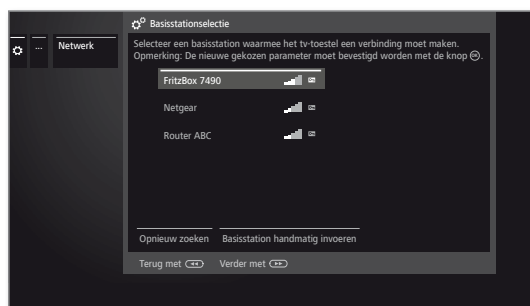 Basisstationselectie
... Netwerk
Selecteer een basisstation waarmee het tv-toestel een verbinding moet maken.
Opmerking: De nieuwe gekozen parameter moet bevestigd worden met de knop OK.
FritzBox 7490
Netgear
Router ABC
Opnieuw zoeken Basisstation handmatig invoeren
Terug met Verder met